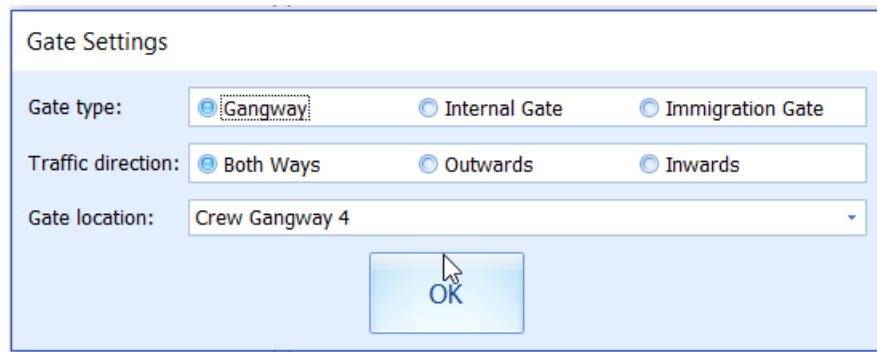 Gate Settings
Gate type: Gangway Internal Gate Immigration Gate
Traffic direction: Both Ways Outwards Inwards
Gate location: Crew Gangway 4
OK